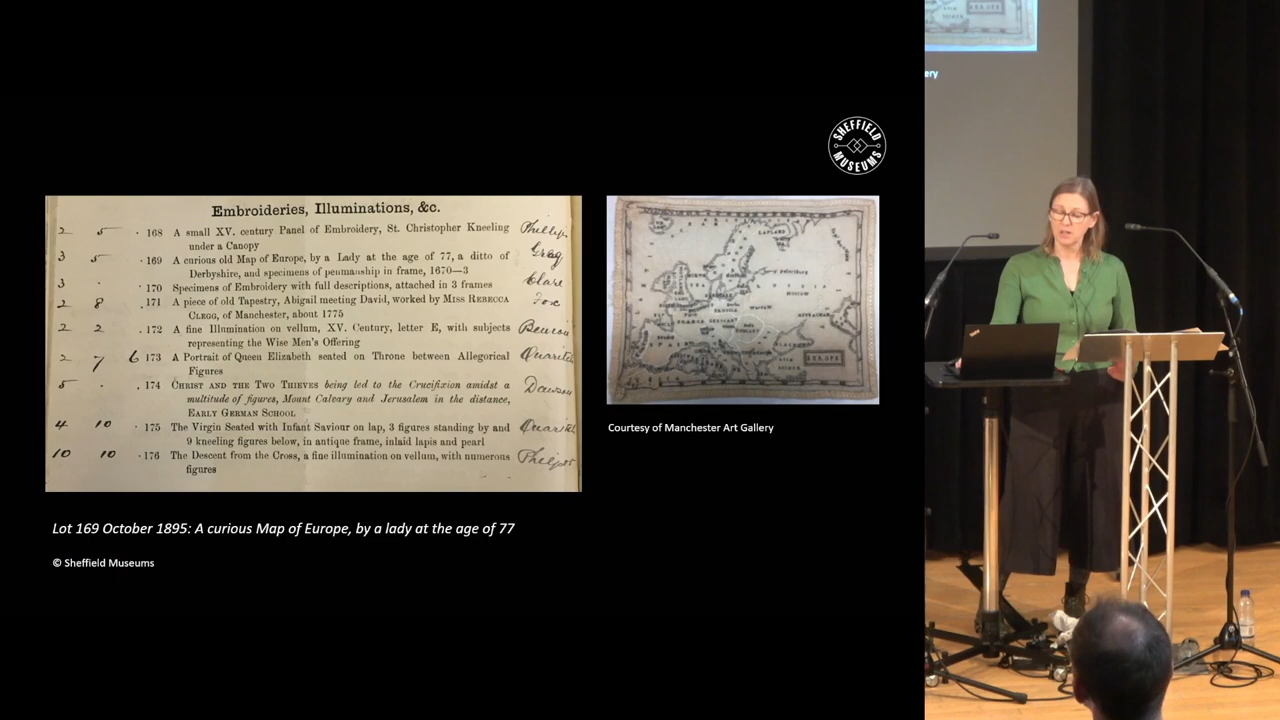 SHEFFIELD
MUSEUMS
Embroideries, Illuminations, &c.
2 5 · 168 A small XV. century Panel of Embroidery, St. Christopher Kneeling
under a Canopy
3 5 · 169 A curious old Map of Europe, by a Lady at the age of 77, a ditto of
Derbyshire, and specimens of penmanship in frame, 1670—3
3 · · 170 Specimens of Embroidery with full descriptions, attached in 3 frames Clare
2 8 · 171 A piece of old Tapestry, Abigail meeting David, worked by MISS REBECCA Fox
CLEGG, of Manchester, about 1775
2 2 · 172 A fine Illumination on vellum, XV. Century, letter E, with subjects
representing the Wise Men's Offering
2 7 6 173 A Portrait of Queen Elizabeth seated on Throne between Allegorical
Figures
5 · · 174 CHRIST AND THE TWO THIEVES being led to the Crucifixion amidst a Dawson
multitude of figures, Mount Calvary and Jerusalem in the distance,
EARLY GERMAN SCHOOL
4 10 · 175 The Virgin Seated with Infant Saviour on lap, 3 figures standing by and
9 kneeling figures below, in antique frame, inlaid lapis and pearl
10 10 · 176 The Descent from the Cross, a fine illumination on vellum, with numerous
figures
LAPLAND
EUROPE
Courtesy of Manchester Art Gallery
Lot 169 October 1895: A curious Map of Europe, by a lady at the age of 77
© Sheffield Museums
ery